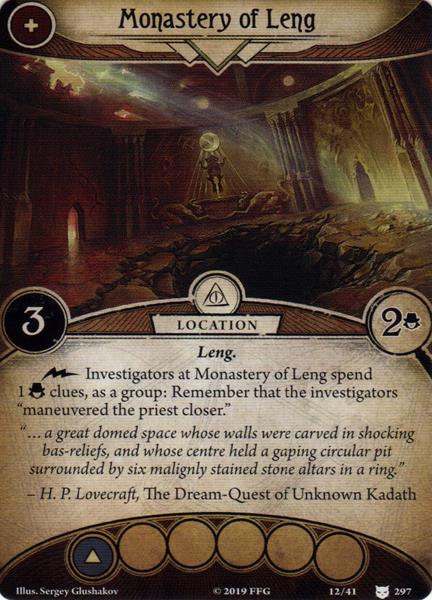 Monastery of Leng
3
LOCATION
2
Leng.
Investigators at Monastery of Leng spend
1 clues, as a group: Remember that the investigators
“maneuvered the priest closer.”
“… a great domed space whose walls were carved in shocking
bas-reliefs, and whose centre held a gaping circular pit
surrounded by six malignly stained stone altars in a ring.”
– H. P. Lovecraft, The Dream-Quest of Unknown Kadath
Illus. Sergey Glushakov © 2019 FFG 12/41 297